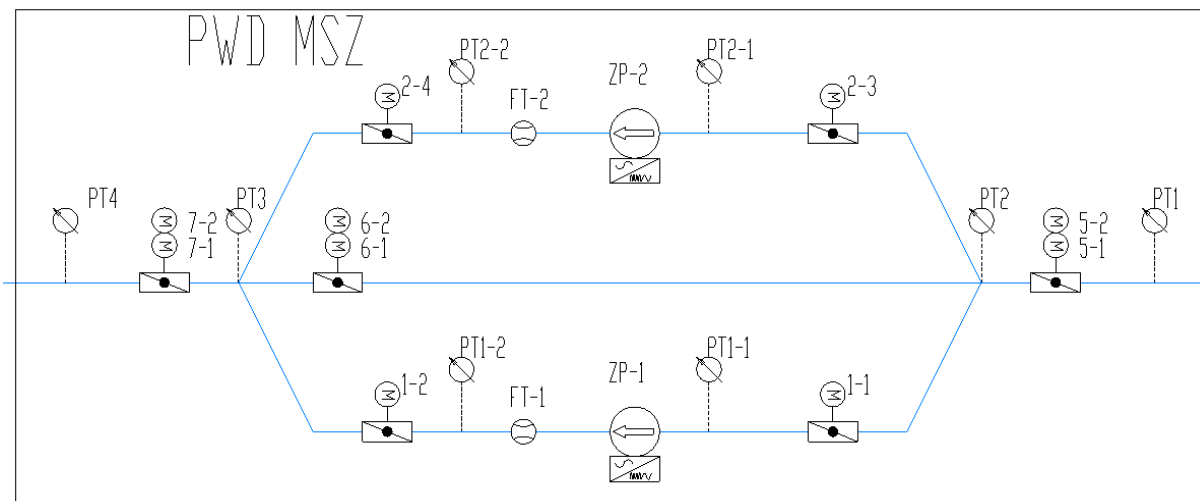 PWD MSZ
PT2-2
PT2-1
ZP-2
2-4
2-3
FT-2
M
M
PT4
7-2
7-1
PT3
6-2
6-1
PT2
5-2
5-1
PT1
M
M
M
M
M
M
PT1-2
PT1-1
ZP-1
1-2
1-1
FT-1
M
M